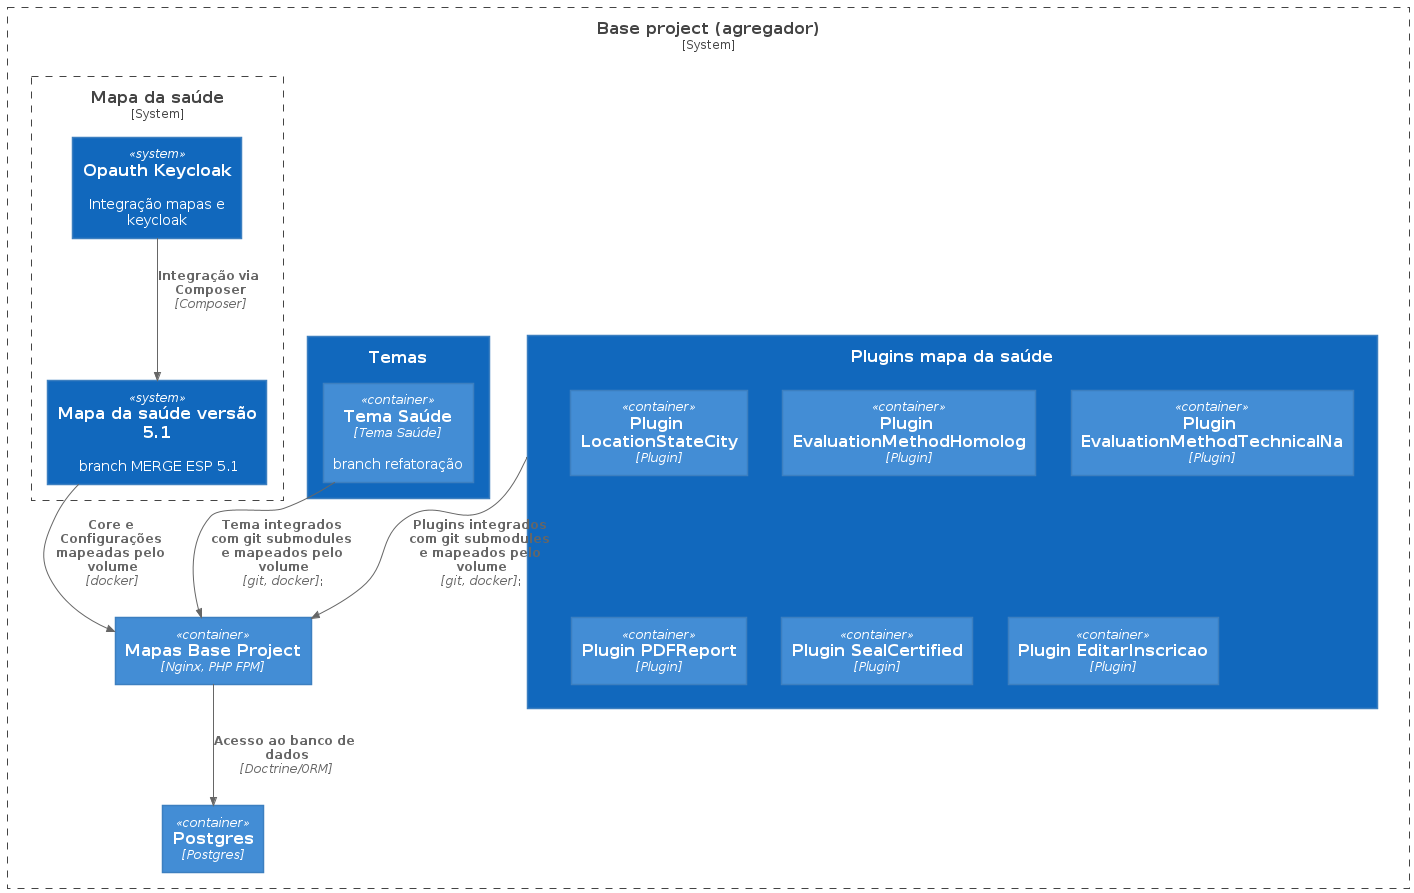 Base project (agregador)
[System]
Mapa da saúde
[System]
«system»
Opauth Keycloak
Integração mapas e
keycloak
Integração via
Composer
[Composer]
«system»
Mapa da saúde versão
5.1
branch MERGE ESP 5.1
Temas
«container»
Tema Saúde
[Tema Saúde]
branch refatoração
Plugins mapa da saúde
«container»
Plugin
LocationStateCity
[Plugin]
«container»
Plugin
EvaluationMethodHomolog
[Plugin]
«container»
Plugin
EvaluationMethodTechnicalNa
[Plugin]
Core e
Configurações
mapeadas pelo
volume
[docker]
Tema integrados
com git submodules
e mapeados pelo
volume
[git, docker];
Plugins integrados
com git submodules
e mapeados pelo
volume
[git, docker];
«container»
Mapas Base Project
[Nginx, PHP FPM]
«container»
Plugin PDFReport
[Plugin]
«container»
Plugin SealCertified
[Plugin]
«container»
Plugin EditarInscricao
[Plugin]
Acesso ao banco de
dados
[Doctrine/0RM]
«container»
Postgres
[Postgres]